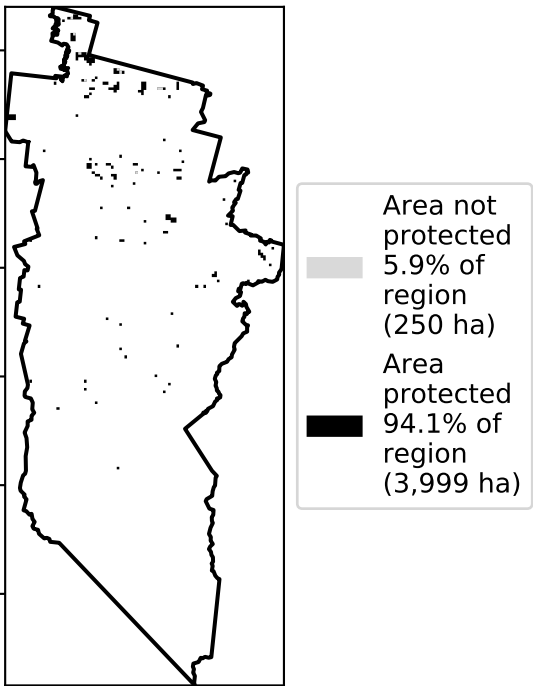 Area not
protected
5.9% of
region
(250 ha)
Area
protected
94.1% of
region
(3,999 ha)